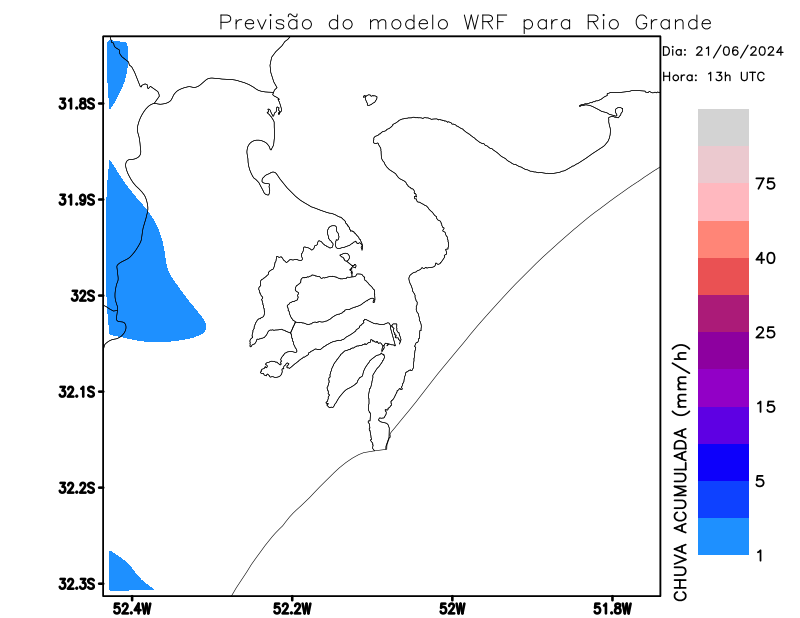 Previsão do modelo WRF para Rio Grande
Dia: 21/06/2024
Hora: 13h UTC
31.8S
31.9S
32S
32.1S
32.2S
32.3S
52.4W
52.2W
52W
51.8W
75
40
25
15
5
1
CHUVA ACUMULADA (mm/h)